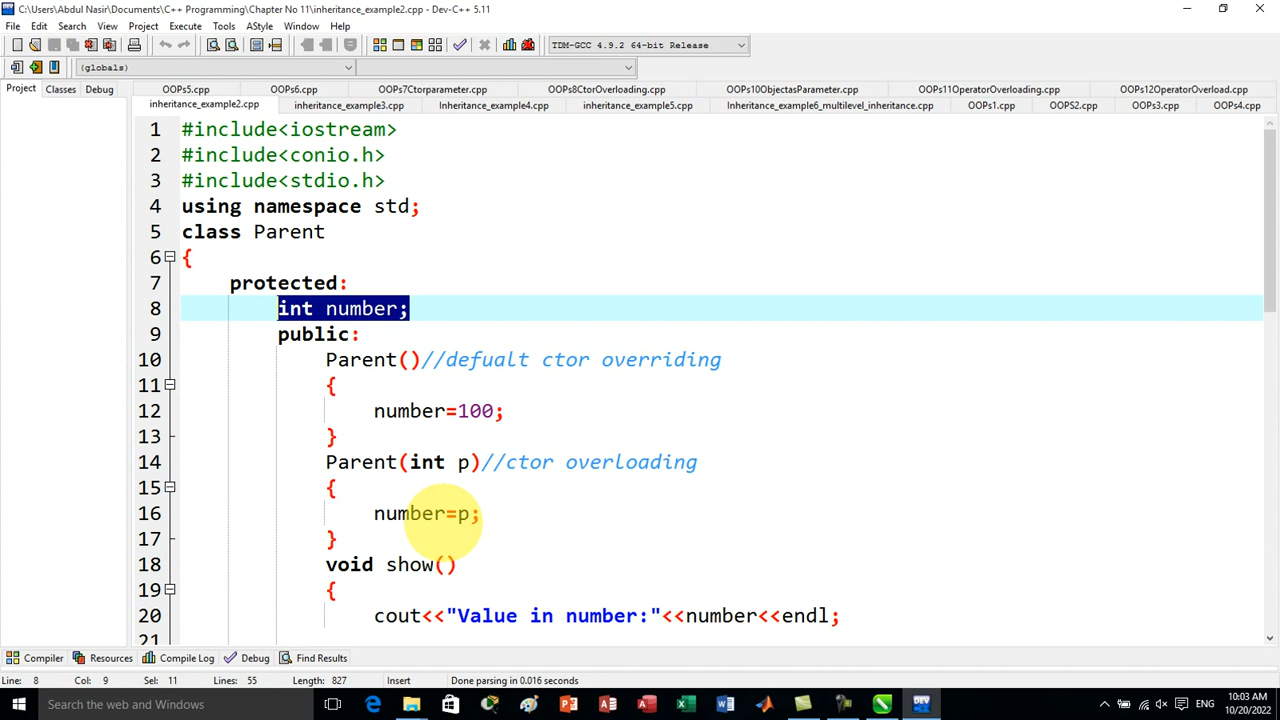 C:\Users\Abdul Nasir\Documents\C++ Programming\Chapter No 11\inheritance_example2.cpp - Dev-C++ 5.11
File Edit Search View Project Execute Tools AStyle Window Help
TDM-GCC 4.9.2 64-bit Release
(globals)
Project Classes Debug
OOPs5.cpp OOPs6.cpp OOPs7Ctorparameter.cpp OOPs8CtorOverloading.cpp OOPs10ObjectasParameter.cpp OOPs11OperatorOverloading.cpp OOPs12OperatorOverload.cpp
inheritance_example2.cpp inheritance_example3.cpp Inheritance_example4.cpp inheritance_example5.cpp Inheritance_example6_multilevel_inheritance.cpp OOPs1.cpp OOPS2.cpp OOPs3.cpp OOPs4.cpp
1 #include<iostream>
2 #include<conio.h>
3 #include<stdio.h>
4 using namespace std;
5 class Parent
6 {
7 protected:
8 int number;
9 public:
10 Parent()//defualt ctor overriding
11 {
12 number=100;
13 }
14 Parent(int p)//ctor overloading
15 {
16 number=p;
17 }
18 void show()
19 {
20 cout<<"Value in number:"<<number<<endl;
21
Compiler Resources Compile Log Debug Find Results
Line: 8 Col: 9 Sel: 11 Lines: 55 Length: 827 Insert Done parsing in 0.016 seconds
Search the web and Windows
ENG
10:03 AM
10/20/2022